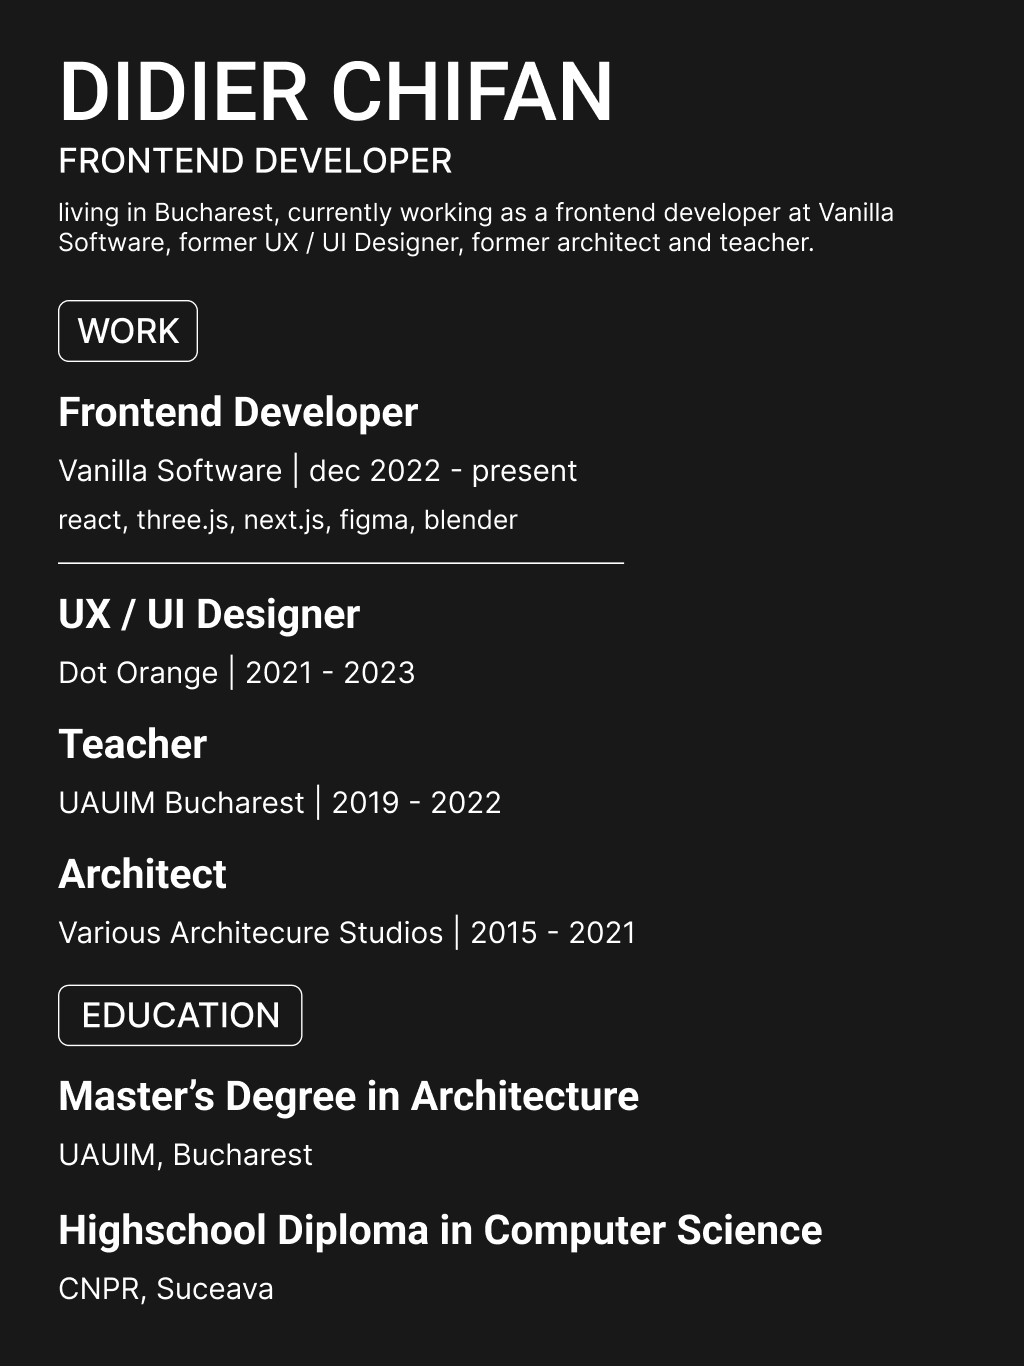 DIDIER CHIFAN
FRONTEND DEVELOPER
living in Bucharest, currently working as a frontend developer at Vanilla
Software, former UX / UI Designer, former architect and teacher.
WORK
Frontend Developer
Vanilla Software | dec 2022 - present
react, three.js, next.js, figma, blender
UX / UI Designer
Dot Orange | 2021 - 2023
Teacher
UAUIM Bucharest | 2019 - 2022
Architect
Various Architecure Studios | 2015 - 2021
EDUCATION
Master’s Degree in Architecture
UAUIM, Bucharest
Highschool Diploma in Computer Science
CNPR, Suceava